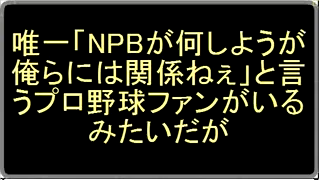 唯一「NPBが何しようが
俺らには関係ねぇ」と言
うプロ野球ファンがいる
みたいだが